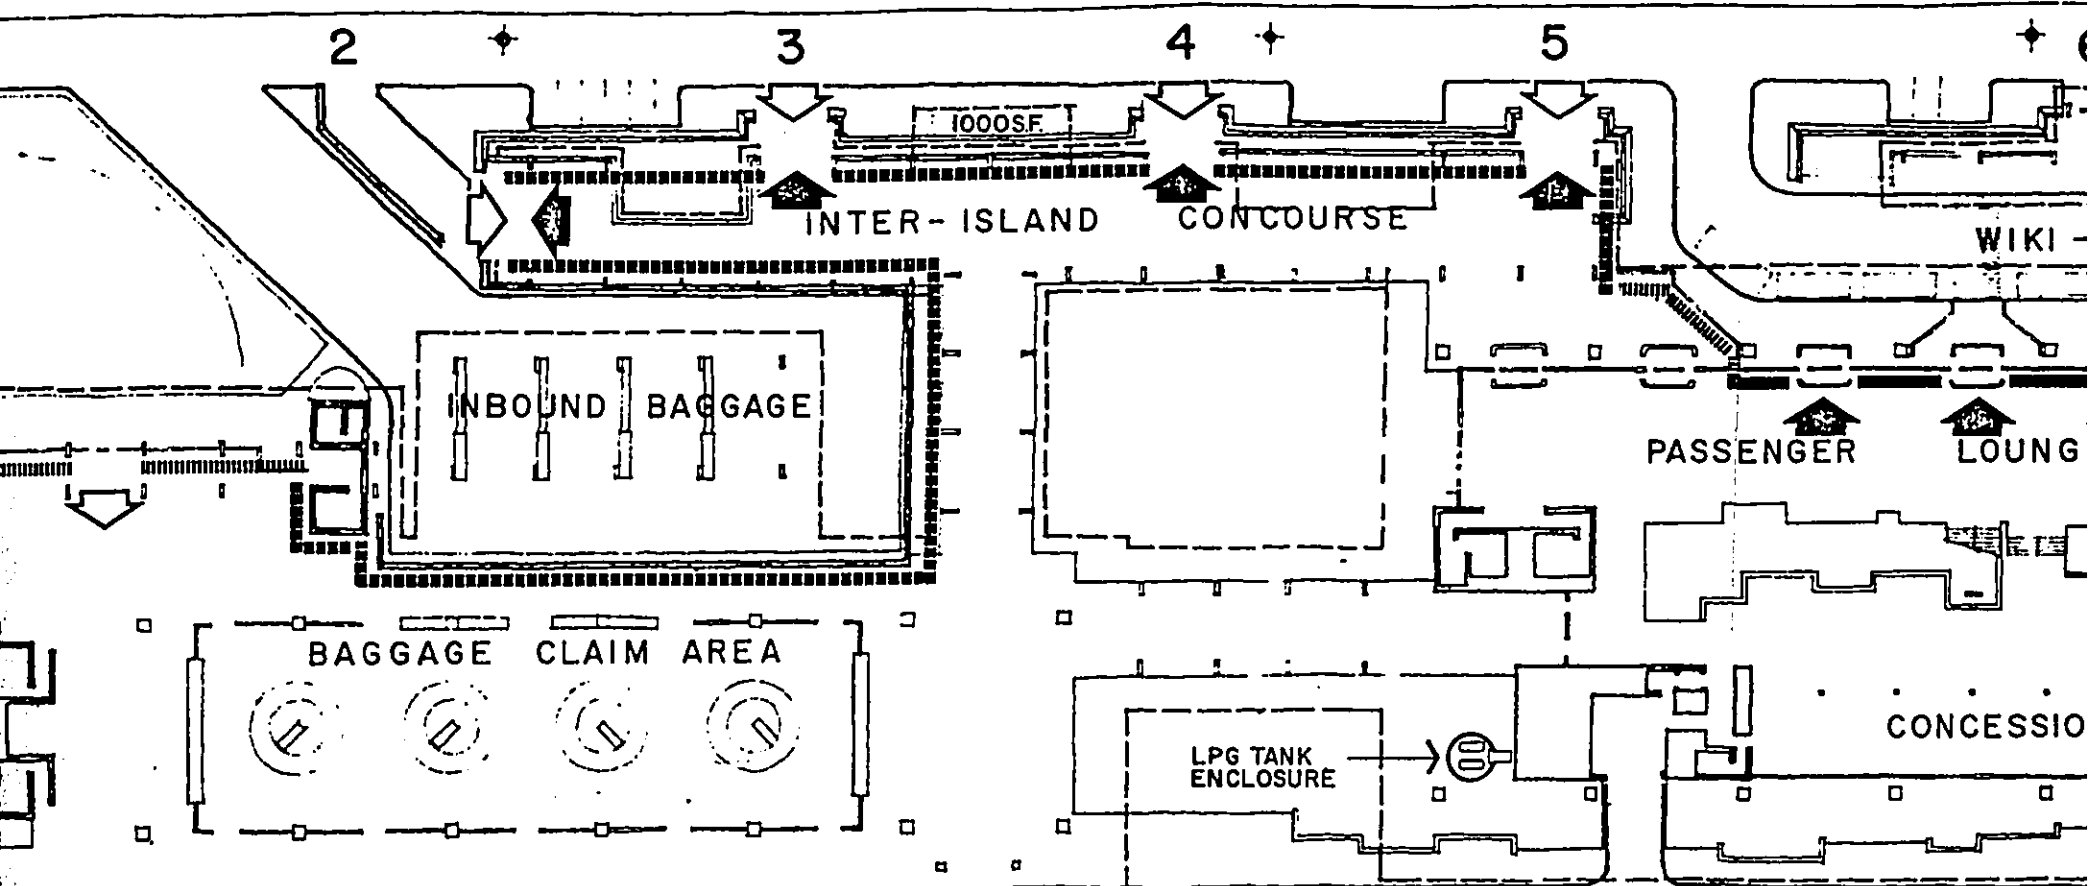 2 3 4 5
1000 S.F.
INTER-ISLAND CONCOURSE
WIKI -
INBOUND BAGGAGE
PASSENGER LOUNG
BAGGAGE CLAIM AREA
CONCESSIO
LPG TANK
ENCLOSURE